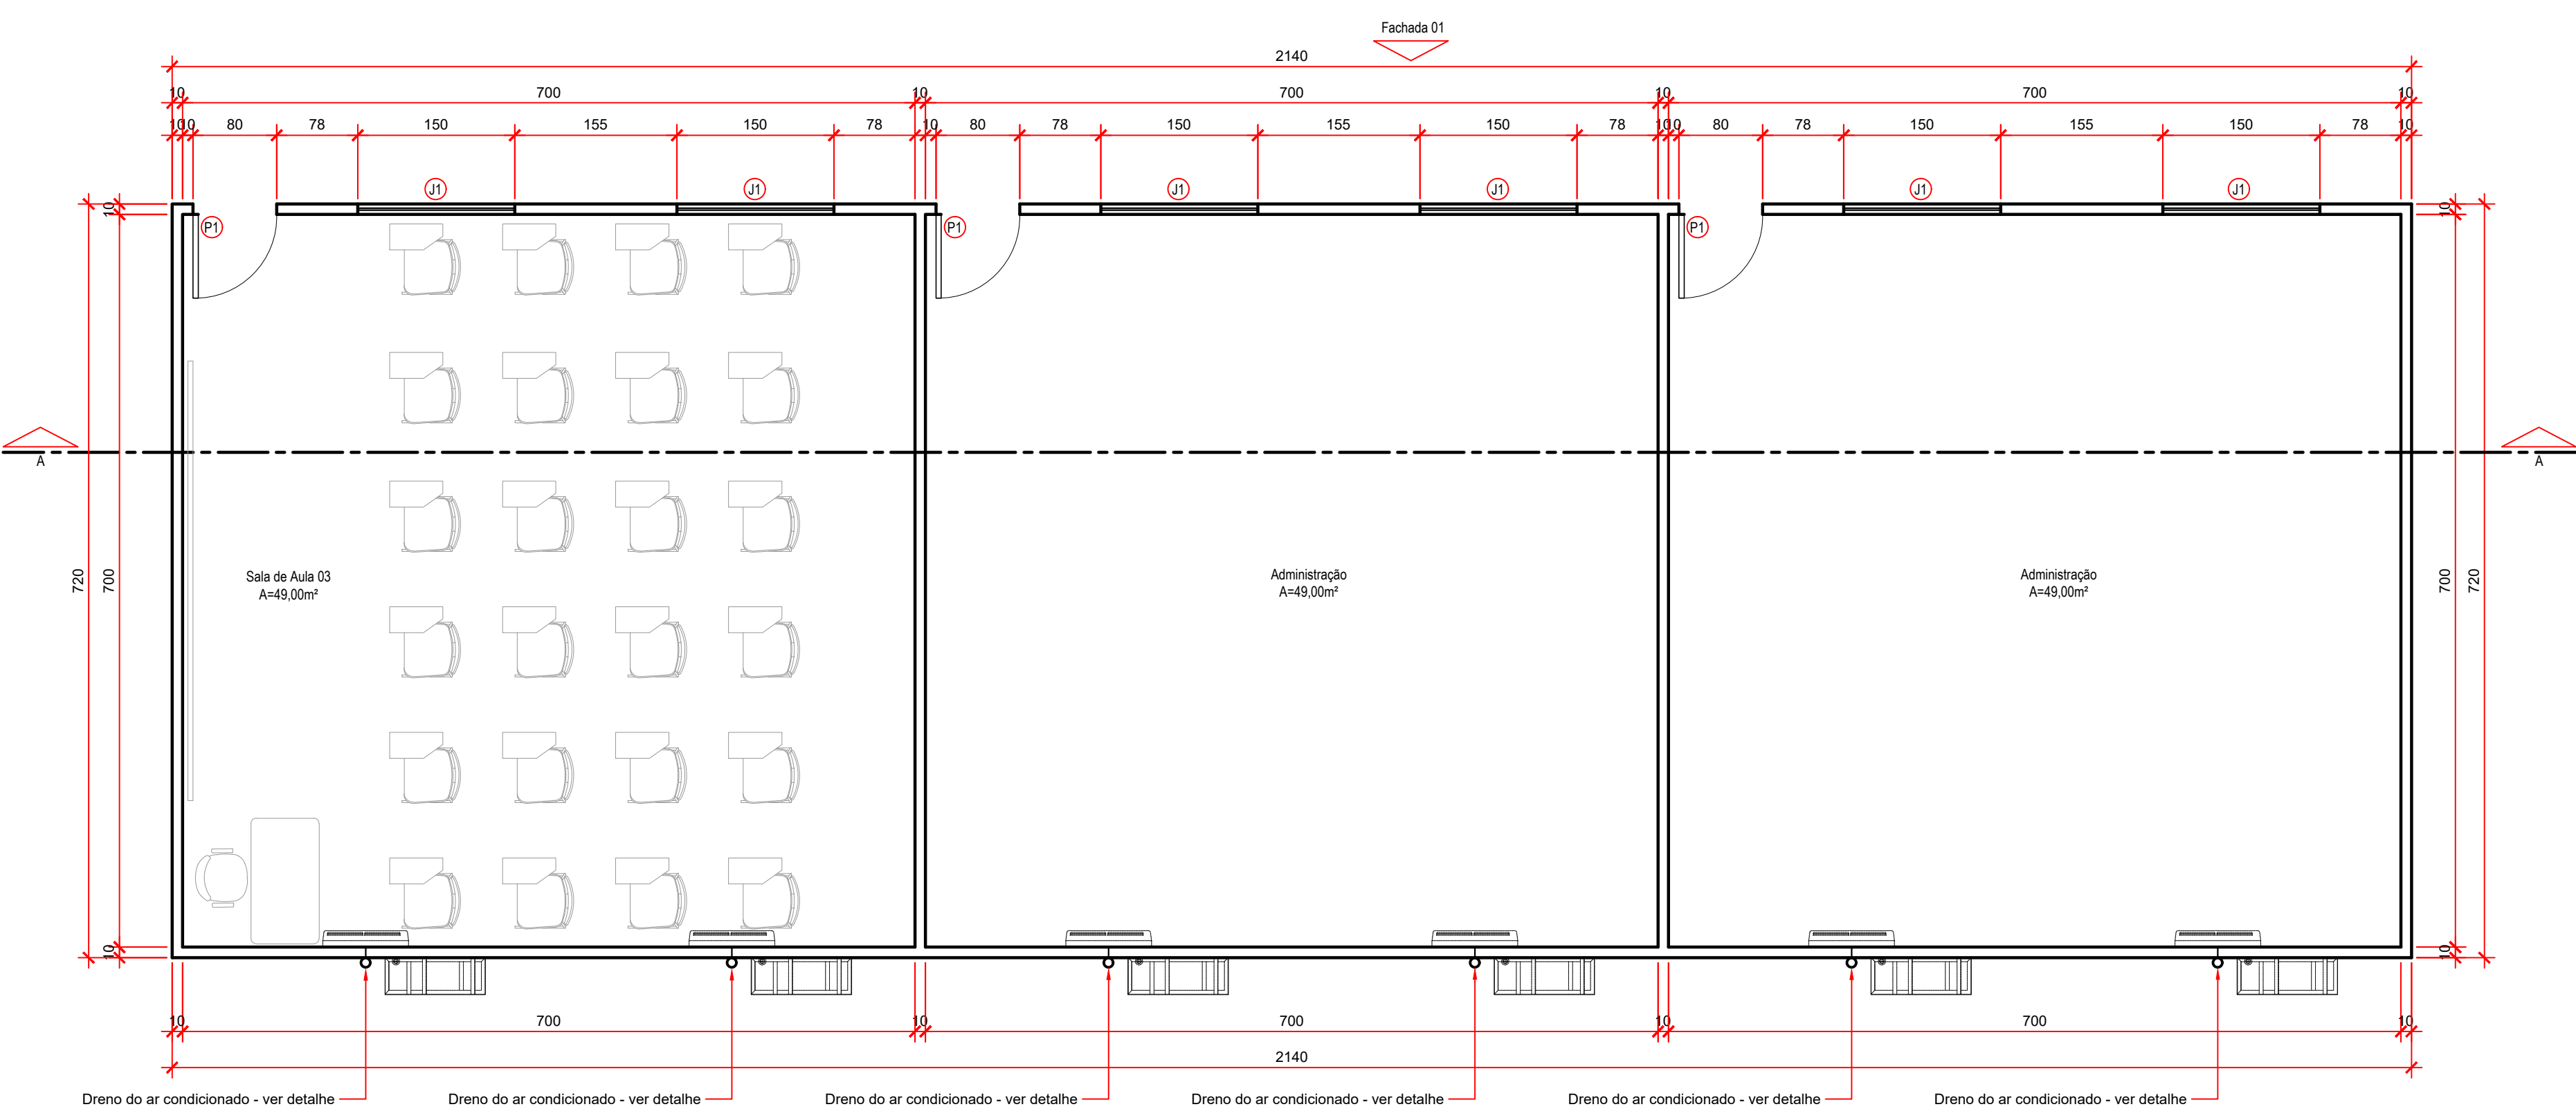 Fachada 01
2140
10 700 10 700 10 700 10
10 10 80 78 150 155 150 78 10 80 78 150 155 150 78 10 10 80 78 150 155 150 78 10
J1 J1 J1 J1 J1 J1
10 10
P1 P1 P1
A A
720 700 700 720
Sala de Aula 03
A=49,00m²
Administração
A=49,00m²
Administração
A=49,00m²
10 10
10 700 10 700 10 700 10
2140
Dreno do ar condicionado - ver detalhe
Dreno do ar condicionado - ver detalhe
Dreno do ar condicionado - ver detalhe
Dreno do ar condicionado - ver detalhe
Dreno do ar condicionado - ver detalhe
Dreno do ar condicionado - ver detalhe